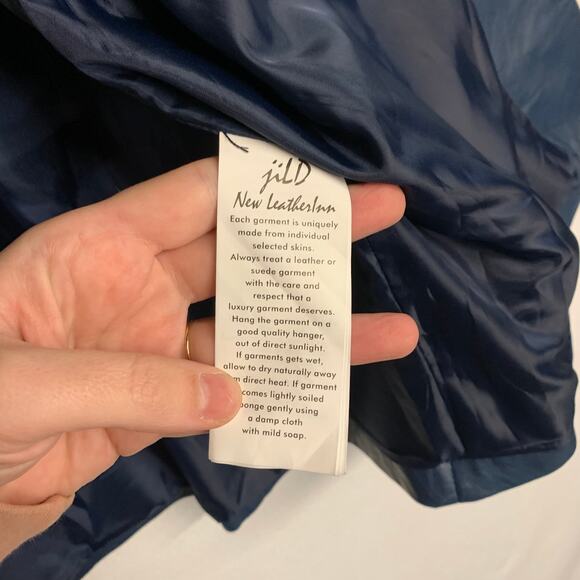 jiLD
New LeatherInn
Each garment is uniquely
made from individual
selected skins.
Always treat a leather or
suede garment
with the care and
respect that a
luxury garment deserves.
Hang the garment on a
good quality hanger,
out of direct sunlight.
If garments gets wet,
allow to dry naturally away
direct heat. If garment
comes lightly soiled
gently using
a damp cloth
with mild soap.